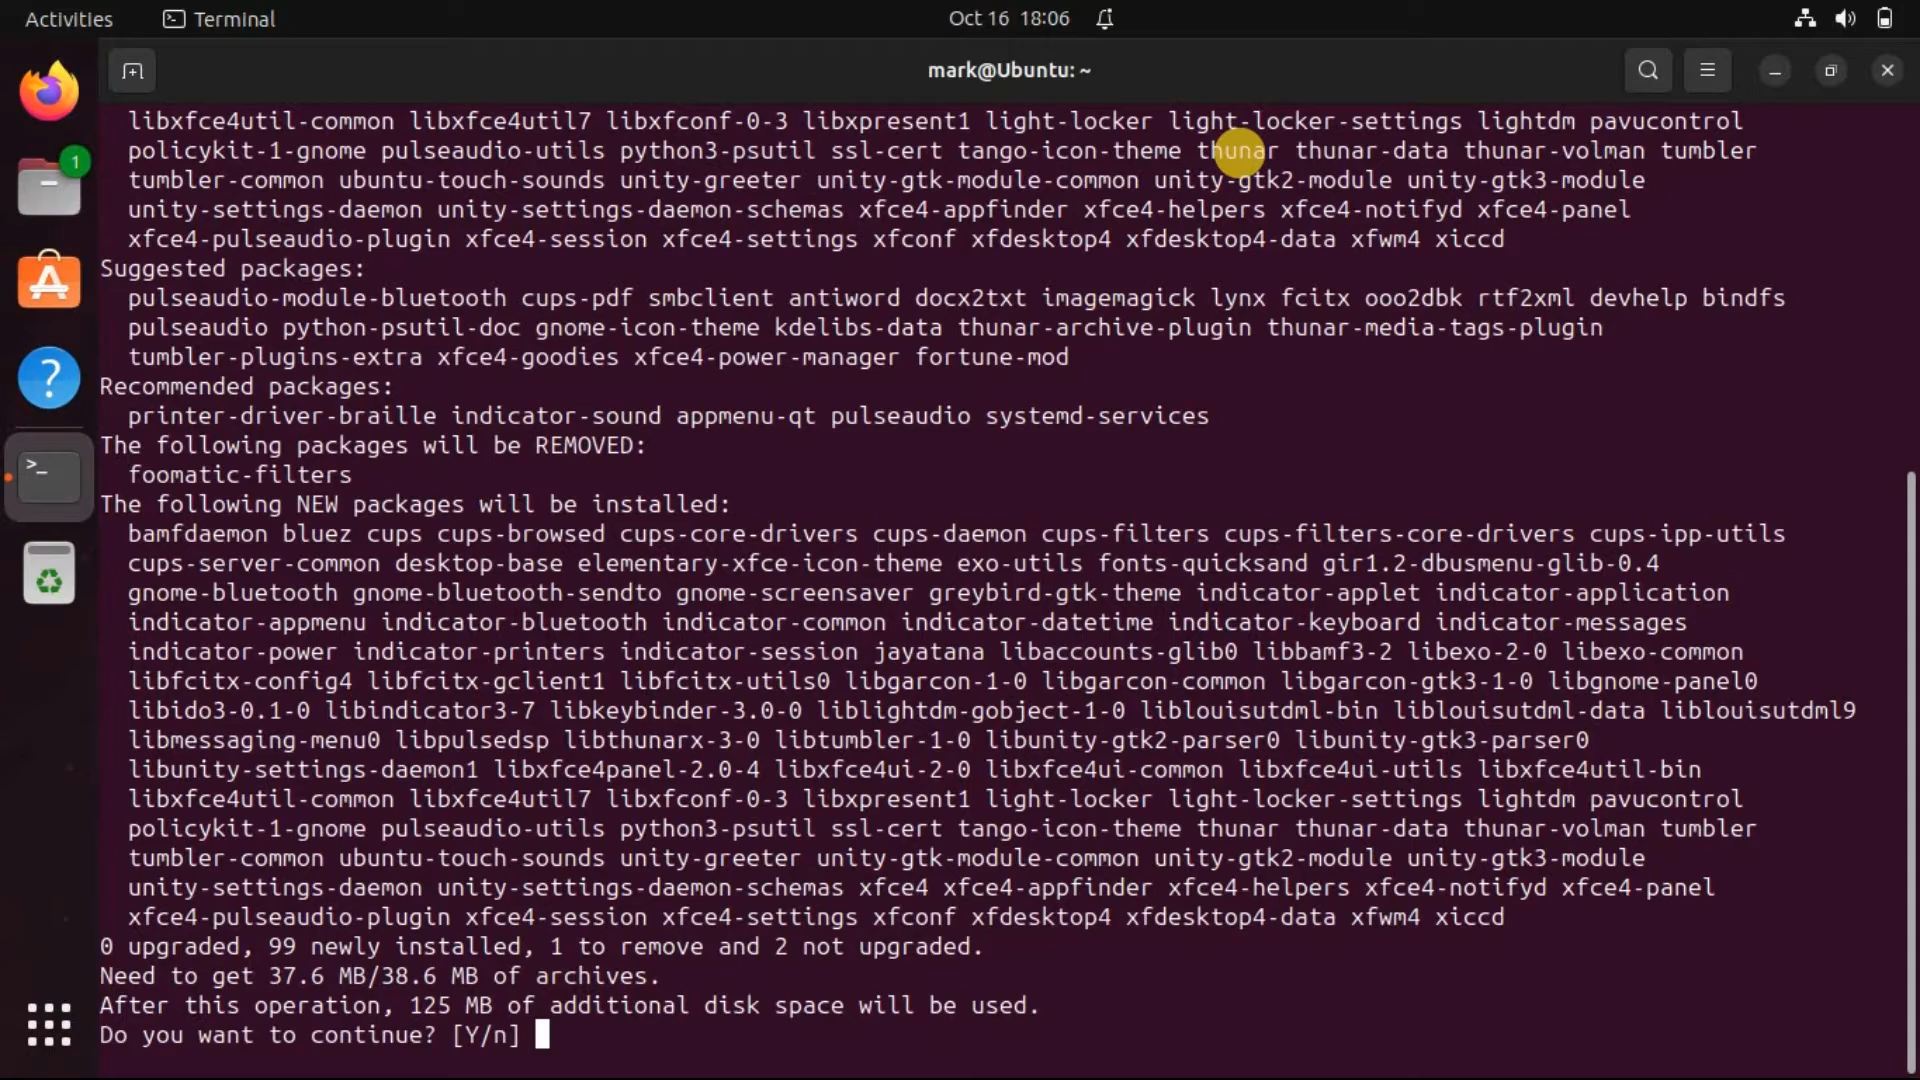 Activities
Terminal
Oct 16 18:06
mark@Ubuntu: ~
1
libxfce4util-common libxfce4util7 libxfconf-0-3 libxpresent1 light-locker light-locker-settings lightdm pavucontrol
policykit-1-gnome pulseaudio-utils python3-psutil ssl-cert tango-icon-theme thunar thunar-data thunar-volman tumbler
tumbler-common ubuntu-touch-sounds unity-greeter unity-gtk-module-common unity-gtk2-module unity-gtk3-module
unity-settings-daemon unity-settings-daemon-schemas xfce4-appfinder xfce4-helpers xfce4-notifyd xfce4-panel
xfce4-pulseaudio-plugin xfce4-session xfce4-settings xfconf xfdesktop4 xfdesktop4-data xfwm4 xiccd
Suggested packages:
pulseaudio-module-bluetooth cups-pdf smbclient antiword docx2txt imagemagick lynx fcitx ooo2dbk rtf2xml devhelp bindfs
pulseaudio python-psutil-doc gnome-icon-theme kdelibs-data thunar-archive-plugin thunar-media-tags-plugin
tumbler-plugins-extra xfce4-goodies xfce4-power-manager fortune-mod
Recommended packages:
printer-driver-braille indicator-sound appmenu-qt pulseaudio systemd-services
The following packages will be REMOVED:
foomatic-filters
The following NEW packages will be installed:
bamfdaemon bluez cups cups-browsed cups-core-drivers cups-daemon cups-filters cups-filters-core-drivers cups-ipp-utils
cups-server-common desktop-base elementary-xfce-icon-theme exo-utils fonts-quicksand gir1.2-dbusmenu-glib-0.4
gnome-bluetooth gnome-bluetooth-sendto gnome-screensaver greybird-gtk-theme indicator-applet indicator-application
indicator-appmenu indicator-bluetooth indicator-common indicator-datetime indicator-keyboard indicator-messages
indicator-power indicator-printers indicator-session jayatana libaccounts-glib0 libbamf3-2 libexo-2-0 libexo-common
libfcitx-config4 libfcitx-gclient1 libfcitx-utils0 libgarcon-1-0 libgarcon-common libgarcon-gtk3-1-0 libgnome-panel0
libido3-0.1-0 libindicator3-7 libkeybinder-3.0-0 liblightdm-gobject-1-0 liblouisutdml-bin liblouisutdml-data liblouisutdml9
libmessaging-menu0 libpulsedsp libthunarx-3-0 libtumbler-1-0 libunity-gtk2-parser0 libunity-gtk3-parser0
libunity-settings-daemon1 libxfce4panel-2.0-4 libxfce4ui-2-0 libxfce4ui-common libxfce4ui-utils libxfce4util-bin
libxfce4util-common libxfce4util7 libxfconf-0-3 libxpresent1 light-locker light-locker-settings lightdm pavucontrol
policykit-1-gnome pulseaudio-utils python3-psutil ssl-cert tango-icon-theme thunar thunar-data thunar-volman tumbler
tumbler-common ubuntu-touch-sounds unity-greeter unity-gtk-module-common unity-gtk2-module unity-gtk3-module
unity-settings-daemon unity-settings-daemon-schemas xfce4 xfce4-appfinder xfce4-helpers xfce4-notifyd xfce4-panel
xfce4-pulseaudio-plugin xfce4-session xfce4-settings xfconf xfdesktop4 xfdesktop4-data xfwm4 xiccd
0 upgraded, 99 newly installed, 1 to remove and 2 not upgraded.
Need to get 37.6 MB/38.6 MB of archives.
After this operation, 125 MB of additional disk space will be used.
Do you want to continue? [Y/n]